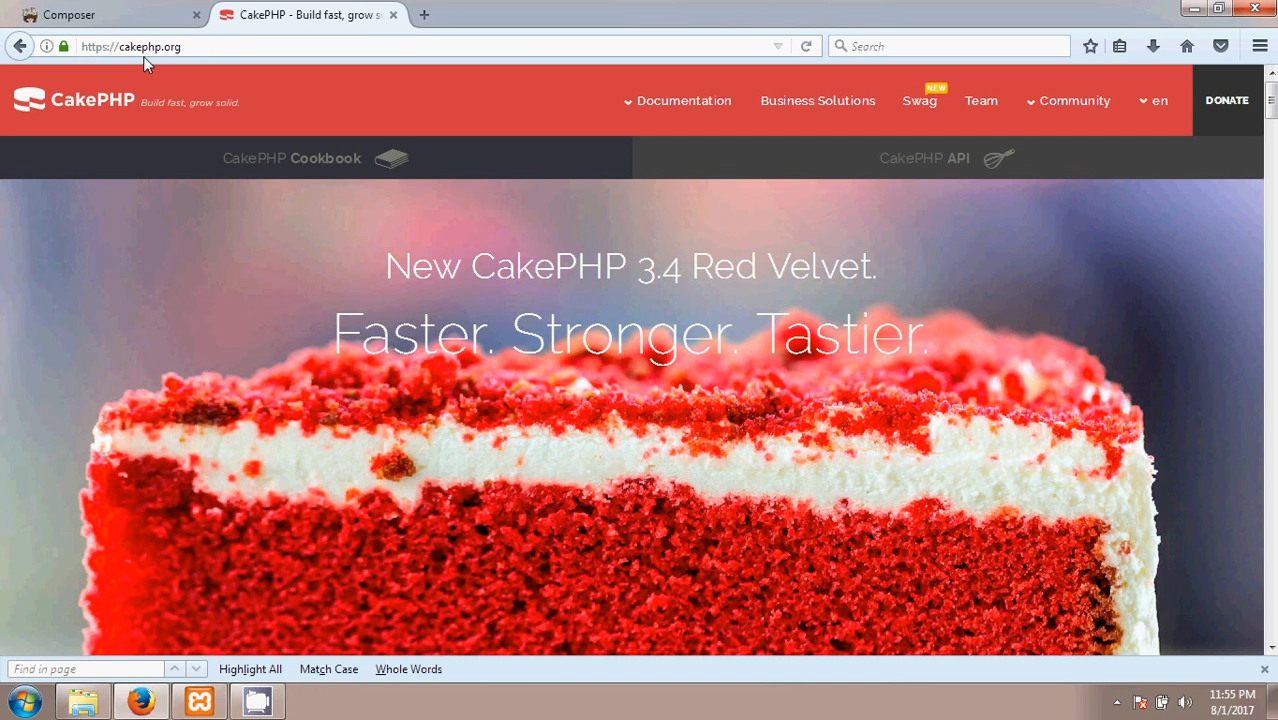 Composer
CakePHP - Build fast, grow s
https://cakephp.org
Search
CakePHP Build fast, grow solid.
Documentation Business Solutions Swag NEW Team Community en DONATE
CakePHP Cookbook
CakePHP API
New CakePHP 3.4 Red Velvet.
Faster. Stronger. Tastier.
Find in page Highlight All Match Case Whole Words
11:55 PM
8/1/2017